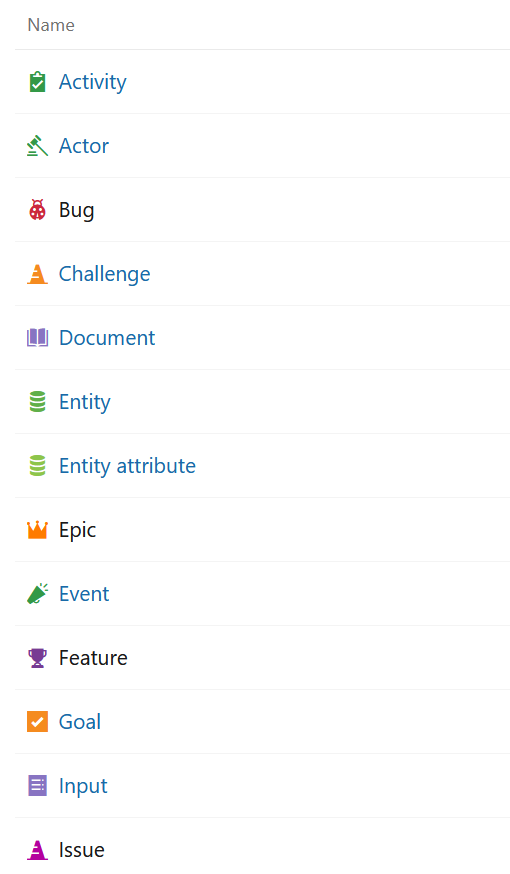 Name
Activity
Actor
Bug
Challenge
Document
Entity
Entity attribute
Epic
Event
Feature
Goal
Input
Issue